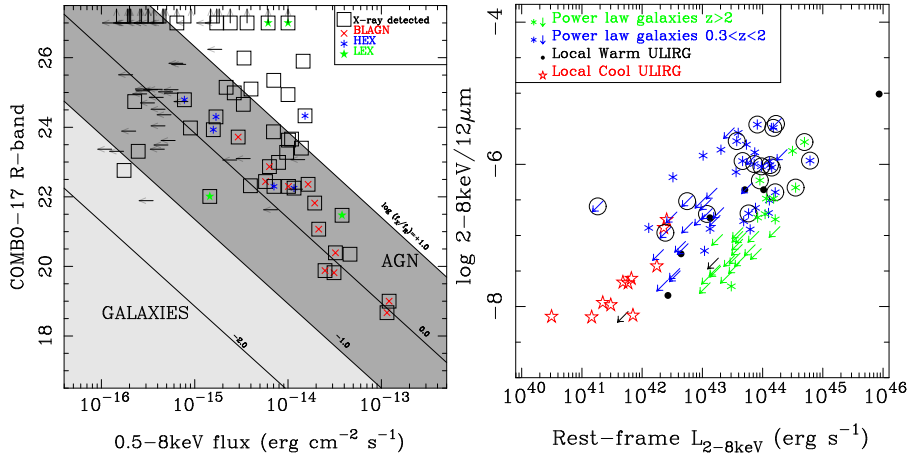 COMBO-17 R-band
26
24
22
20
18
X-ray detected
BLAGN
HEX
LEX
log (fx/fR)=+1.0
AGN
GALAXIES
0.0
-1.0
-2.0
10−16
10−15
10−14
10−13
0.5-8keV flux (erg cm−2 s−1)
log 2-8keV/12μm
−4
−6
−8
Power law galaxies z>2
Power law galaxies 0.3<z<2
Local Warm ULIRG
Local Cool ULIRG
10^40
10^41
10^42
10^43
10^44
10^45
10^46
Rest-frame L2-8keV (erg s−1)